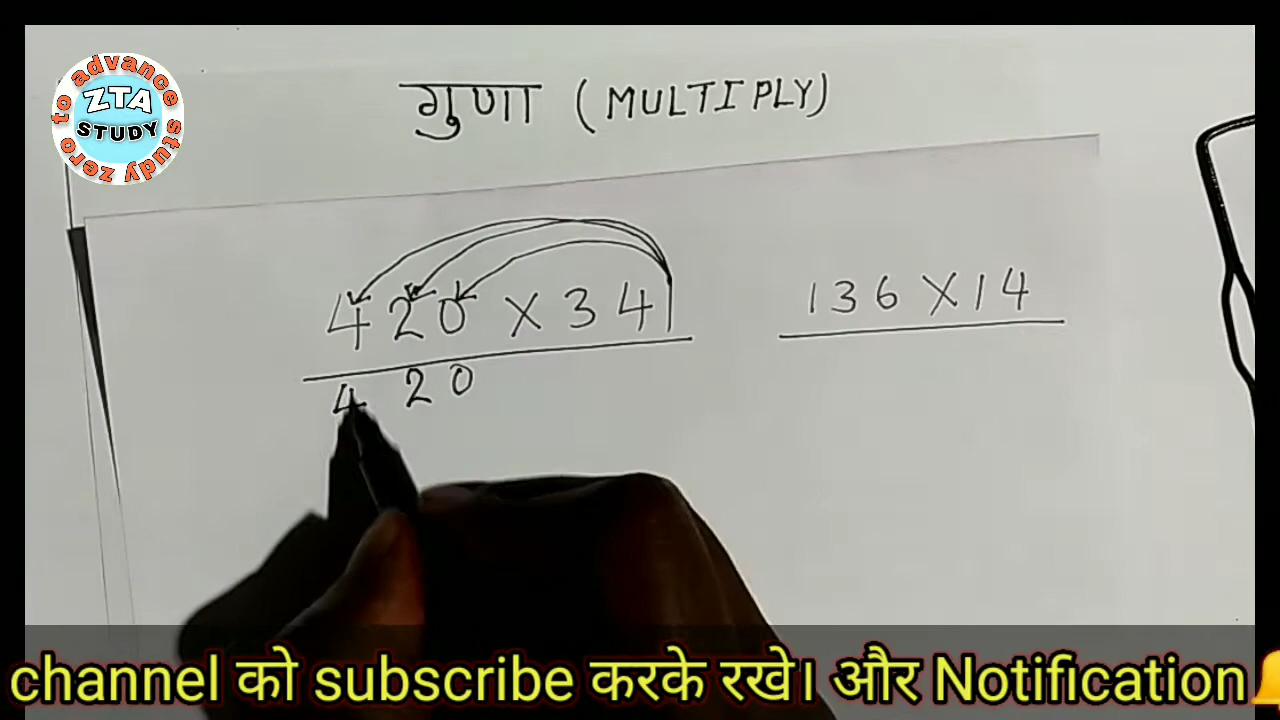 zero to advance study
ZTA
STUDY
गुणा (MULTIPLY)
420 X 341
136 X 14
420
channel को subscribe करके रखे। और Notification🔔